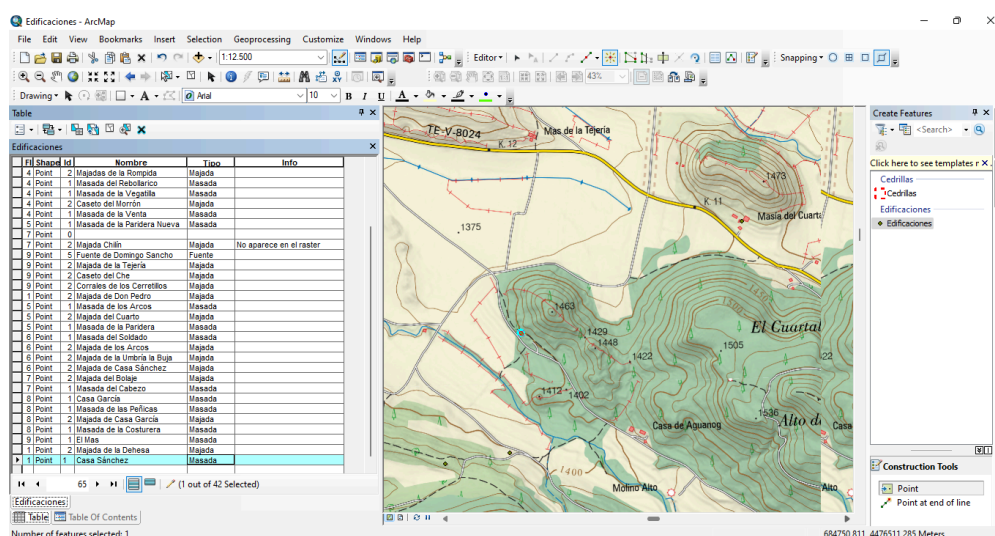 Edificaciones - ArcMap
File Edit View Bookmarks Insert Selection Geoprocessing Customize Windows Help
1:12.500
Editor
Snapping
43%
Drawing
Arial
10
B I U A
Table
Edificaciones
FI Shape Id Nombre Tipo Info
4 Point 2 Majadas de la Rompida Majada
4 Point 1 Masada del Rebollarico Masada
4 Point 1 Masada de la Vegatilla Masada
4 Point 2 Caseto del Morrón Majada
4 Point 1 Masada de la Venta Masada
5 Point 1 Masada de la Paridera Nueva Masada
7 Point 0
7 Point 2 Majada Chilín Majada No aparece en el raster
9 Point 5 Fuente de Domingo Sancho Fuente
9 Point 2 Majada de la Tejería Majada
9 Point 2 Caseto del Che Majada
9 Point 2 Corrales de los Cerretillos Majada
1 Point 2 Majada de Don Pedro Majada
5 Point 1 Masada de los Arcos Masada
5 Point 2 Majada del Cuarto Majada
5 Point 1 Masada de la Paridera Masada
6 Point 1 Masada del Soldado Masada
6 Point 2 Majada de los Arcos Majada
6 Point 2 Majada de la Umbría la Buja Majada
6 Point 2 Majada de Casa Sánchez Majada
7 Point 2 Majada del Bolaje Majada
7 Point 1 Masada del Cabezo Masada
8 Point 1 Casa García Masada
8 Point 1 Masada de las Peñicas Masada
8 Point 2 Majada de Casa García Majada
8 Point 1 Masada de la Costurera Masada
9 Point 1 El Mas Masada
1 Point 2 Majada de la Dehesa Majada
1 Point 1 Casa Sánchez Masada
65
(1 out of 42 Selected)
Edificaciones
Table Table Of Contents
Number of features selected: 1
TE-V-8024
K. 12
Mas de la Tejería
1473
K 11
Masía del Cuarto
1375
1463
1429
1448
1422
1505
El Cuartal
22
1412
1402
1536
Alto de
Casa de Aguanog
Casa
1400
Molino Alto
Alto
Create Features
<Search>
Click here to see templates r
Cedrillas
Cedrillas
Edificaciones
Edificaciones
Construction Tools
Point
Point at end of line
684750,811 4476511,285 Meters